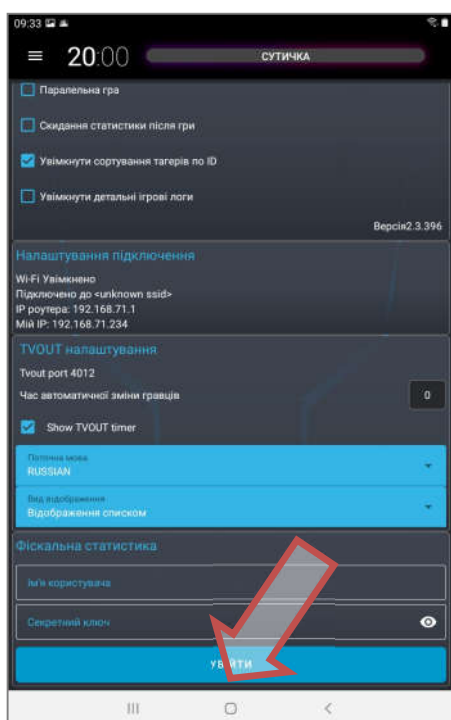 09:33
20:00
СУТИЧКА
Паралельна гра
Скидання статистики після гри
Увімкнути сортування тагерів по ID
Увімкнути детальні ігрові логи
Версія2.3.396
Налаштування підключення
Wi-Fi Увімкнено
Підключено до <unknown ssid>
IP роутера: 192.168.71.1
Мій IP: 192.168.71.234
TVOUT налаштування
Tvout port 4012
Час автоматичної зміни гравців
0
Show TVOUT timer
Поточна мова
RUSSIAN
Вид відображення
Відображення списком
Фіскальна статистика
Ім'я користувача
Секретний ключ
УВІЙТИ